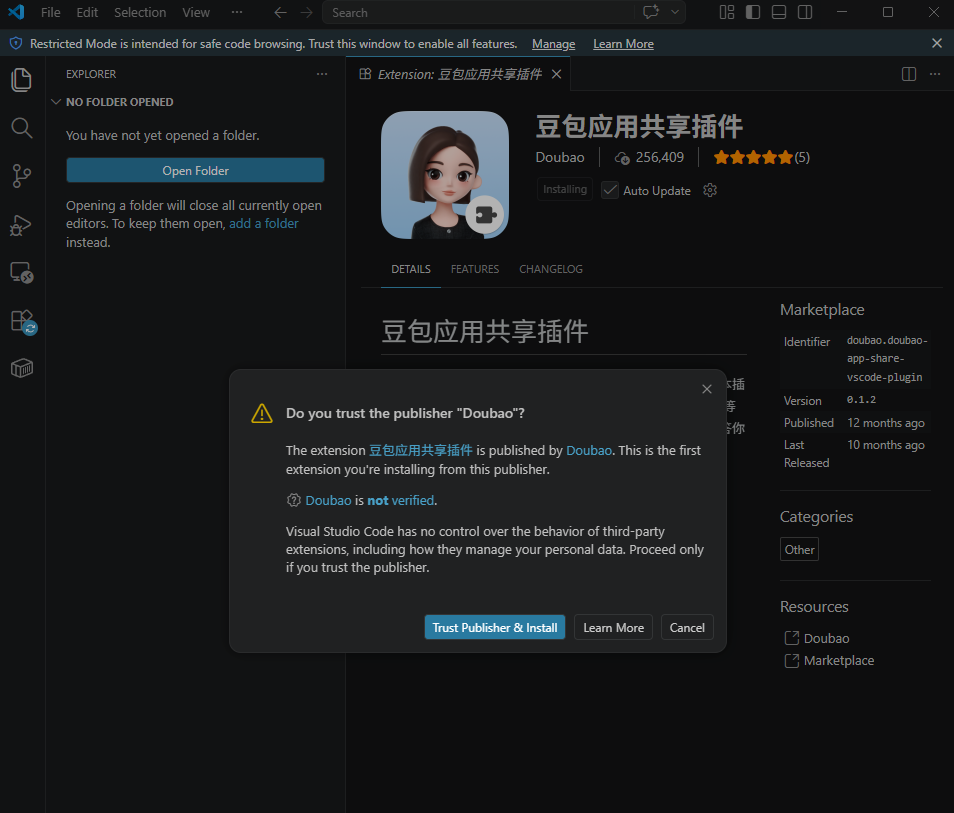 File Edit Selection View ··· Search
Restricted Mode is intended for safe code browsing. Trust this window to enable all features. Manage Learn More
EXPLORER
NO FOLDER OPENED
You have not yet opened a folder.
Open Folder
Opening a folder will close all currently open
editors. To keep them open, add a folder
instead.
Extension: 豆包应用共享插件
豆包应用共享插件
Doubao 256,409 (5)
Installing Auto Update
DETAILS FEATURES CHANGELOG
豆包应用共享插件
本插
等
答你
Marketplace
Identifier doubao.doubao-
app-share-
vscode-plugin
Version 0.1.2
Published 12 months ago
Last 10 months ago
Released
Categories
Other
Resources
Doubao
Marketplace
Do you trust the publisher "Doubao"?
The extension 豆包应用共享插件 is published by Doubao. This is the first
extension you're installing from this publisher.
Doubao is not verified.
Visual Studio Code has no control over the behavior of third-party
extensions, including how they manage your personal data. Proceed only
if you trust the publisher.
Trust Publisher & Install Learn More Cancel